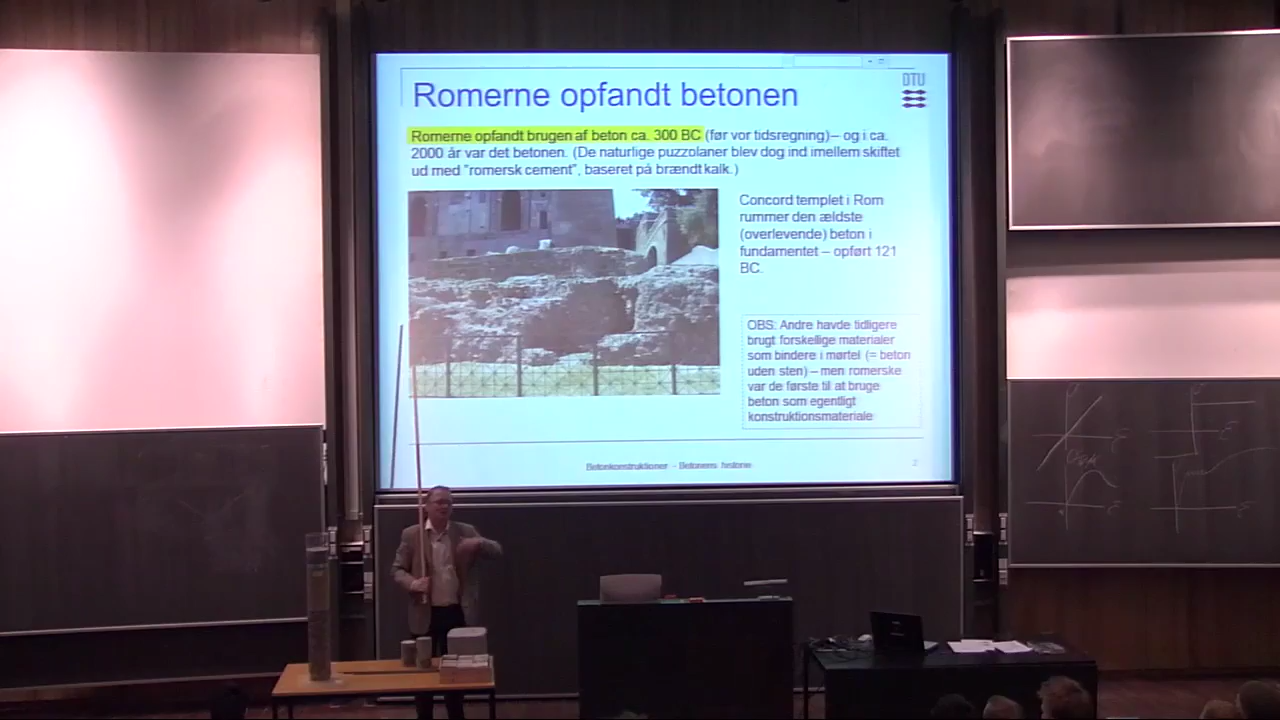 Romerne opfandt betonen
DTU
Romerne opfandt brugen af beton ca. 300 BC (før vor tidsregning) – og i ca.
2000 år var det betonen. (De naturlige puzzolaner blev dog ind imellem skiftet
ud med "romersk cement", baseret på brændt kalk.)
Concord templet i Rom
rummer den ældste
(overlevende) beton i
fundamentet – opført 121
BC.
OBS: Andre havde tidligere
brugt forskellige materialer
som bindere i mørtel (= beton
uden sten) – men romerske
var de første til at bruge
beton som egentligt
konstruktionsmateriale
Betonkonstruktioner - Betonens historie
2